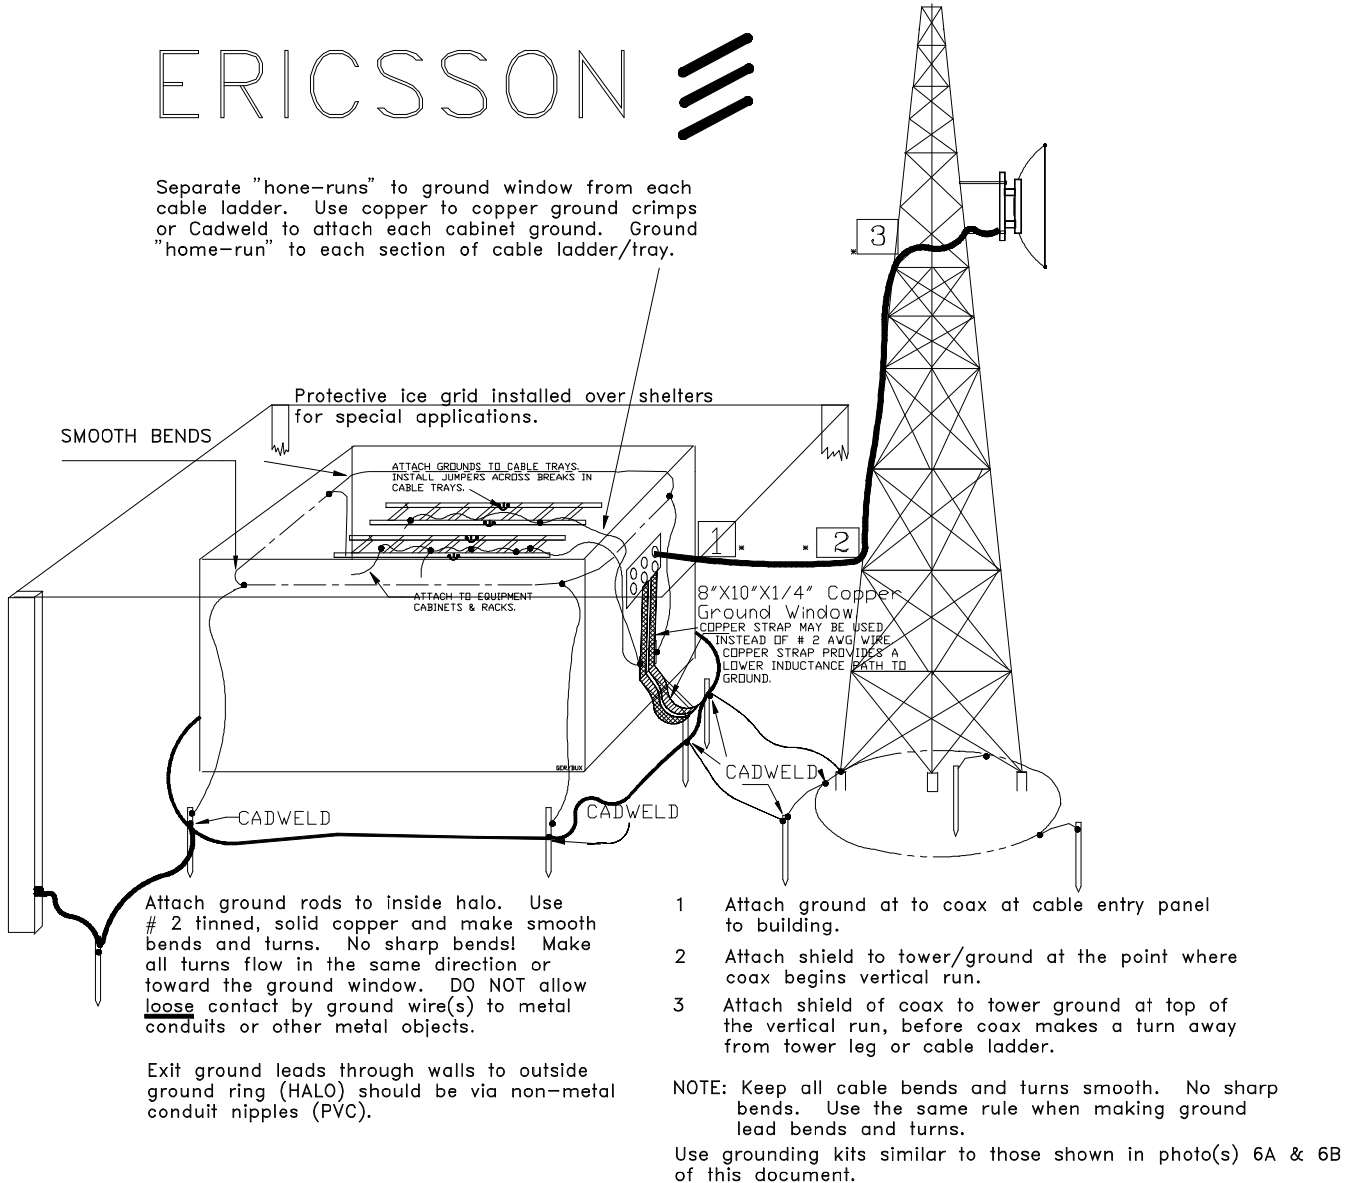 ERICSSON
Separate "hone-runs" to ground window from each
cable ladder. Use copper to copper ground crimps
or Cadweld to attach each cabinet ground. Ground
"home-run" to each section of cable ladder/tray.
3
*
Protective ice grid installed over shelters
for special applications.
SMOOTH BENDS
ATTACH GROUNDS TO CABLE TRAYS.
INSTALL JUMPERS ACROSS BREAKS IN
CABLE TRAYS.
1 *
* 2
ATTACH TO EQUIPMENT
CABINETS & RACKS.
8"X10"X1/4" Copper
Ground Window.
COPPER STRAP MAY BE USED
INSTEAD OF # 2 AWG WIRE
COPPER STRAP PROVIDES A
LOWER INDUCTANCE PATH TO
GROUND.
CADWELD
CADWELD
CADWELD
Attach ground rods to inside halo. Use
# 2 tinned, solid copper and make smooth
bends and turns. No sharp bends! Make
all turns flow in the same direction or
toward the ground window. DO NOT allow
loose contact by ground wire(s) to metal
conduits or other metal objects.
Exit ground leads through walls to outside
ground ring (HALO) should be via non-metal
conduit nipples (PVC).
1 Attach ground at to coax at cable entry panel
to building.
2 Attach shield to tower/ground at the point where
coax begins vertical run.
3 Attach shield of coax to tower ground at top of
the vertical run, before coax makes a turn away
from tower leg or cable ladder.
NOTE: Keep all cable bends and turns smooth. No sharp
bends. Use the same rule when making ground
lead bends and turns.
Use grounding kits similar to those shown in photo(s) 6A & 6B
of this document.